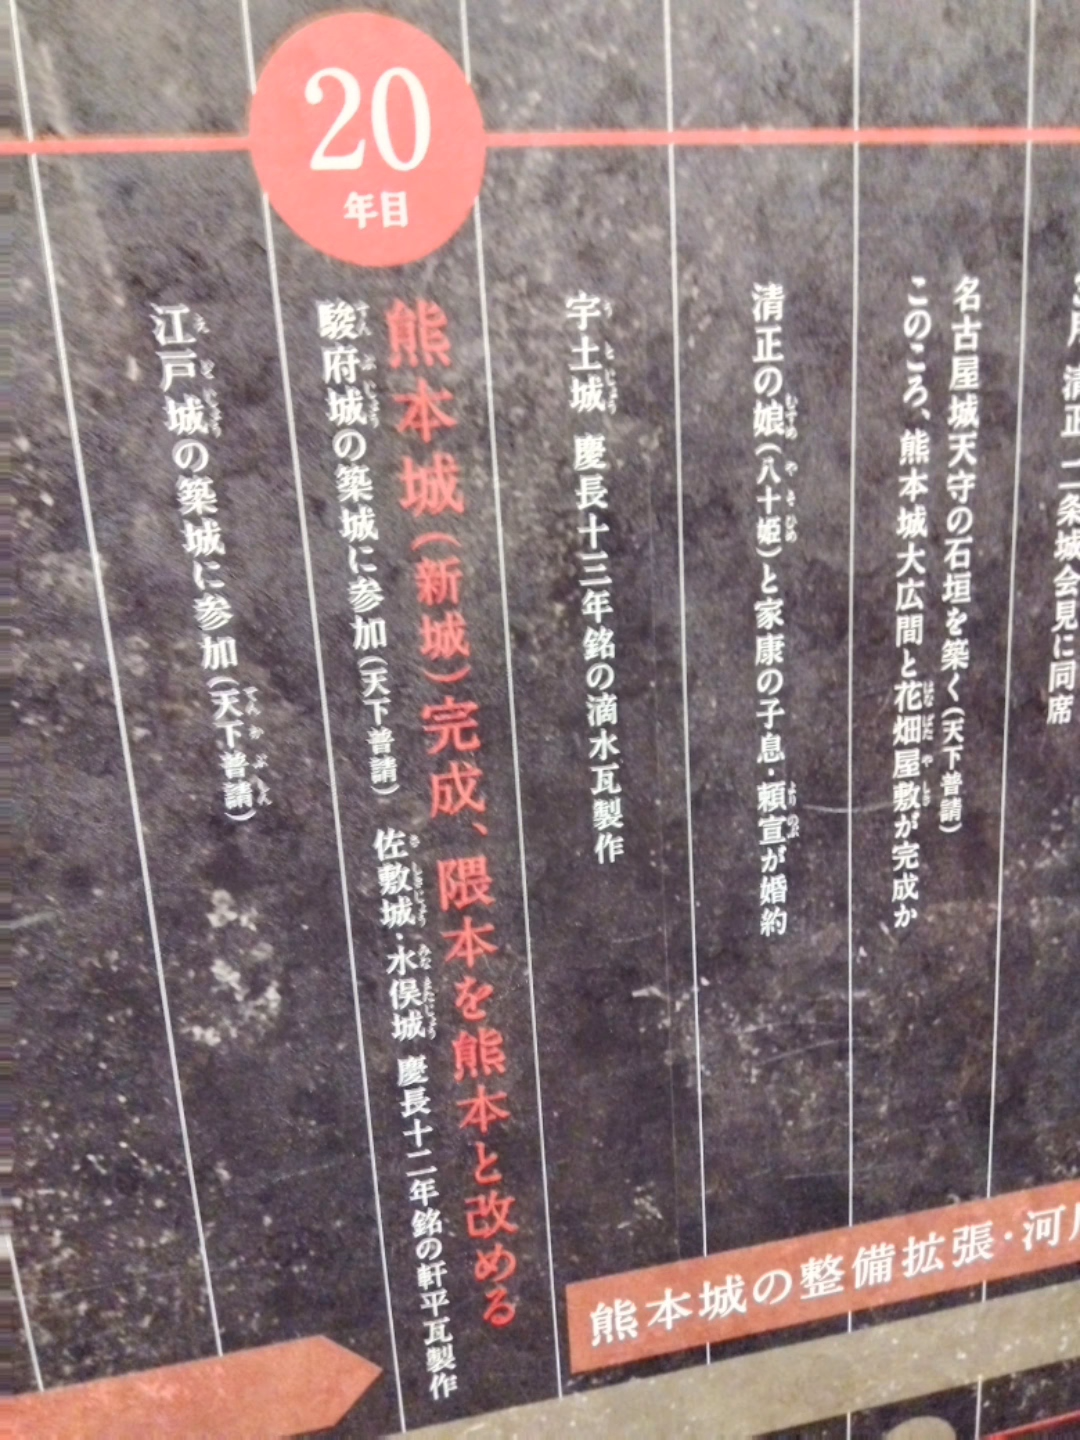 20
年目
江戸城の築城に参加(天下普請)
熊本城(新城)完成、隈本を熊本と改める
駿府城の築城に参加(天下普請) 佐敷城・水俣城 慶長十二年銘の軒平瓦製作
宇土城 慶長十三年銘の滴水瓦製作
清正の娘(八十姫)と家康の子息・頼宣が婚約
名古屋城天守の石垣を築く(天下普請)
このころ、熊本城大広間と花畑屋敷が完成か
清正二条城会見に同席
熊本城の整備拡張・河